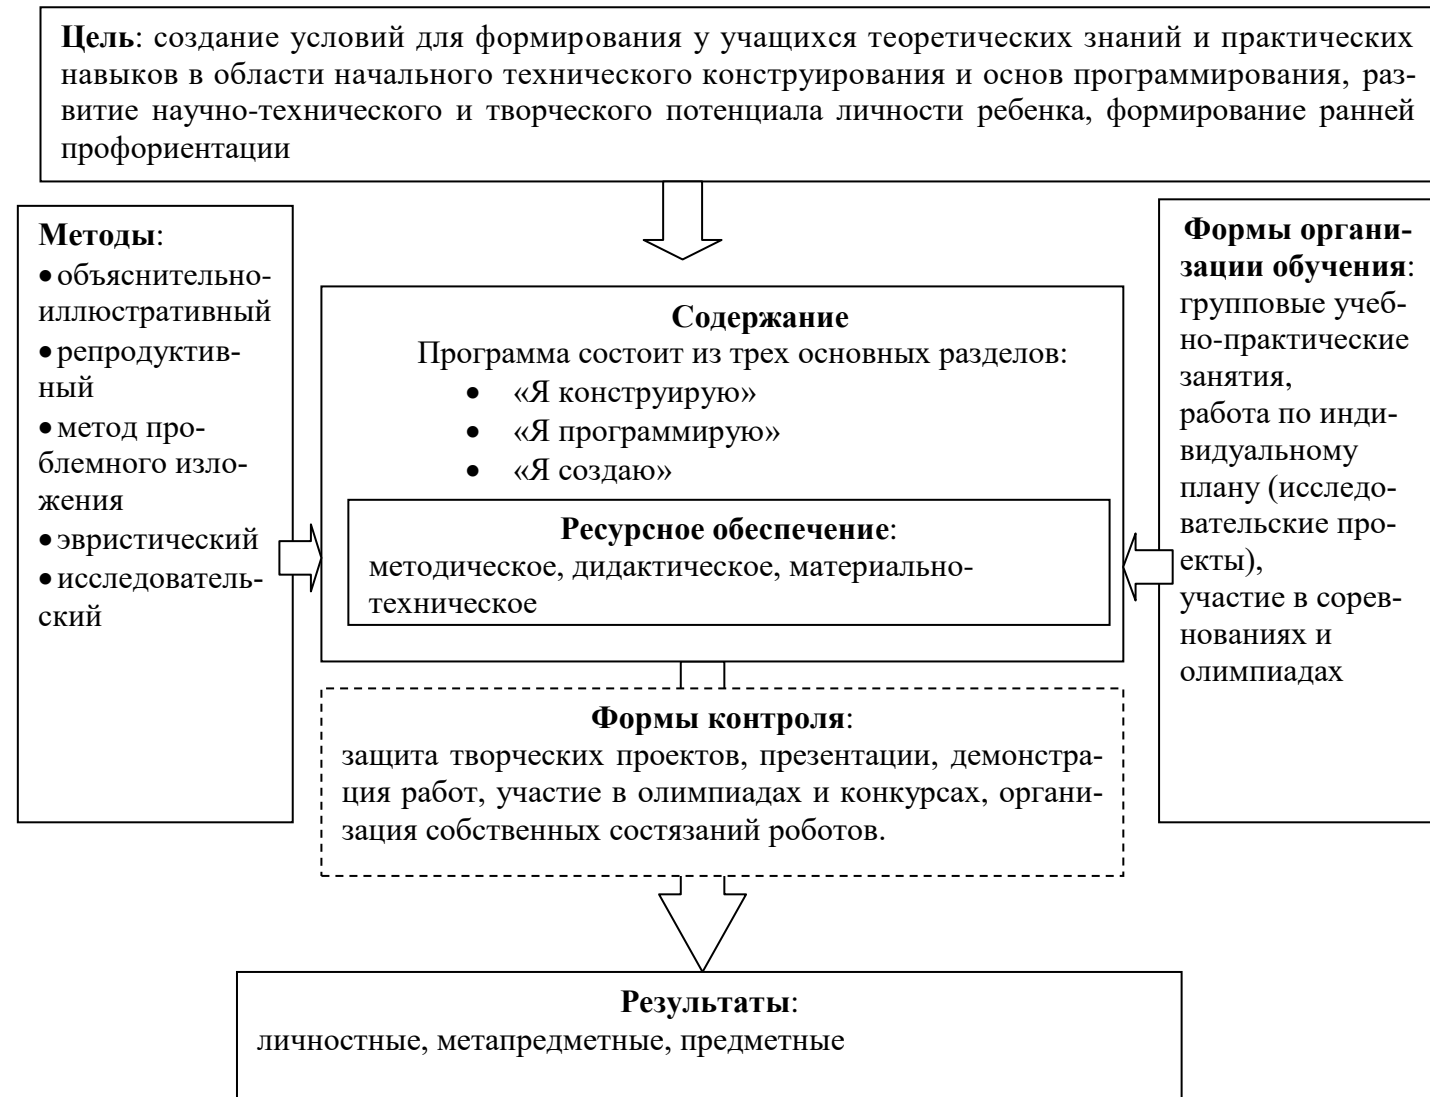 Цель: создание условий для формирования у учащихся теоретических знаний и практических
навыков в области начального технического конструирования и основ программирования, раз-
витие научно-технического и творческого потенциала личности ребенка, формирование ранней
профориентации
Методы:
•объяснительно-
иллюстративный
•репродуктив-
ный
•метод про-
блемного изло-
жения
•эвристический
•исследователь-
ский
Содержание
Программа состоит из трех основных разделов:
• «Я конструирую»
• «Я программирую»
• «Я создаю»
Ресурсное обеспечение:
методическое, дидактическое, материально-
техническое
Формы органи-
зации обучения:
групповые учеб-
но-практические
занятия,
работа по инди-
видуальному
плану (исследо-
вательские про-
екты),
участие в сорев-
нованиях и
олимпиадах
Формы контроля:
защита творческих проектов, презентации, демонстра-
ция работ, участие в олимпиадах и конкурсах, органи-
зация собственных состязаний роботов.
Результаты:
личностные, метапредметные, предметные